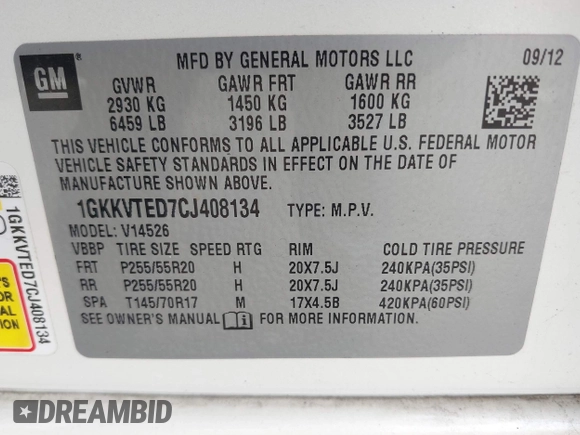 GM
®
MFD BY GENERAL MOTORS LLC 09/12
GVWR GAWR FRT GAWR RR
2930 KG 1450 KG 1600 KG
6459 LB 3196 LB 3527 LB
THIS VEHICLE CONFORMS TO ALL APPLICABLE U.S. FEDERAL MOTOR
VEHICLE SAFETY STANDARDS IN EFFECT ON THE DATE OF
MANUFACTURE SHOWN ABOVE.
1GKKVTED7CJ408134 TYPE: M.P.V.
MODEL: V14526
VBBP TIRE SIZE SPEED RTG RIM COLD TIRE PRESSURE
FRT P255/55R20 H 20X7.5J 240KPA(35PSI)
RR P255/55R20 H 20X7.5J 240KPA(35PSI)
SPA T145/70R17 M 17X4.5B 420KPA(60PSI)
SEE OWNER'S MANUAL FOR MORE INFORMATION.
1GKKVTED7CJ408134
DREAMBID